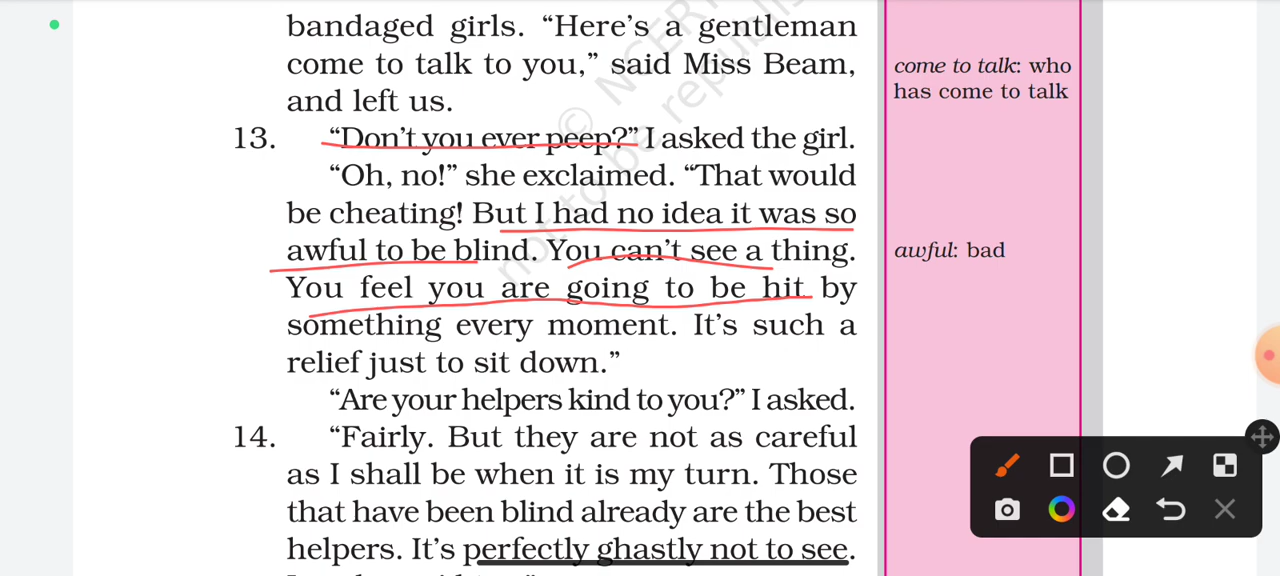 bandaged girls. “Here’s a gentleman
come to talk to you,” said Miss Beam,
and left us.
come to talk: who
has come to talk
13. “Don’t you ever peep?” I asked the girl.
“Oh, no!” she exclaimed. “That would
be cheating! But I had no idea it was so
awful to be blind. You can’t see a thing.
awful: bad
You feel you are going to be hit by
something every moment. It’s such a
relief just to sit down.”
“Are your helpers kind to you?” I asked.
14. “Fairly. But they are not as careful
as I shall be when it is my turn. Those
that have been blind already are the best
helpers. It’s perfectly ghastly not to see.
© NCER
not to be republi